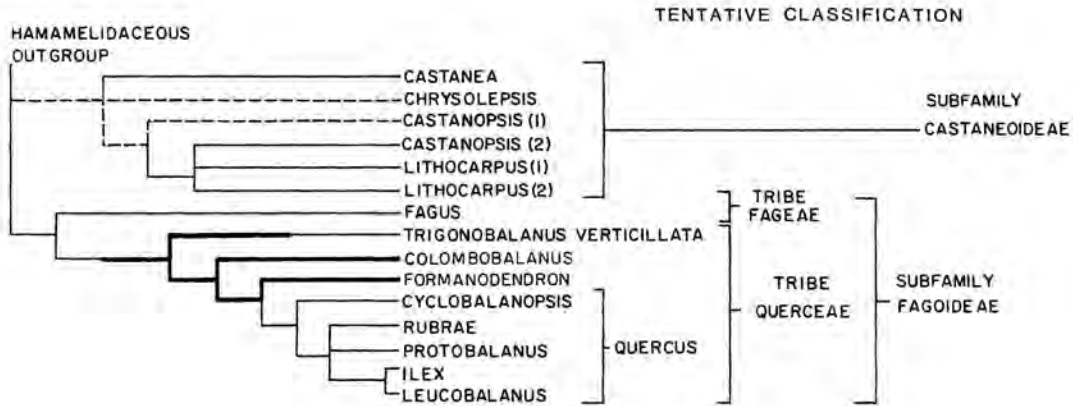 TENTATIVE CLASSIFICATION
HAMAMELIDACEOUS
OUTGROUP
CASTANEA
CHRYSOLEPSIS
CASTANOPSIS (1)
CASTANOPSIS (2)
LITHOCARPUS (1)
LITHOCARPUS (2)
FAGUS
TRIGONOBALANUS VERTICILLATA
COLOMBOBALANUS
FORMANODENDRON
CYCLOBALANOPSIS
RUBRAE
PROTOBALANUS
ILEX
LEUCOBALANUS
QUERCUS
TRIBE
FAGEAE
TRIBE
QUERCEAE
SUBFAMILY
CASTANEOIDEAE
SUBFAMILY
FAGOIDEAE